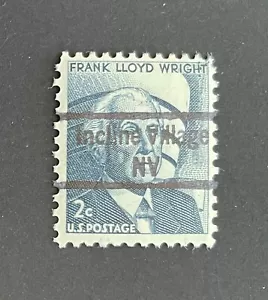 FRANK LLOYD WRIGHT
Incline Village
NV
2c
U.S. POSTAGE